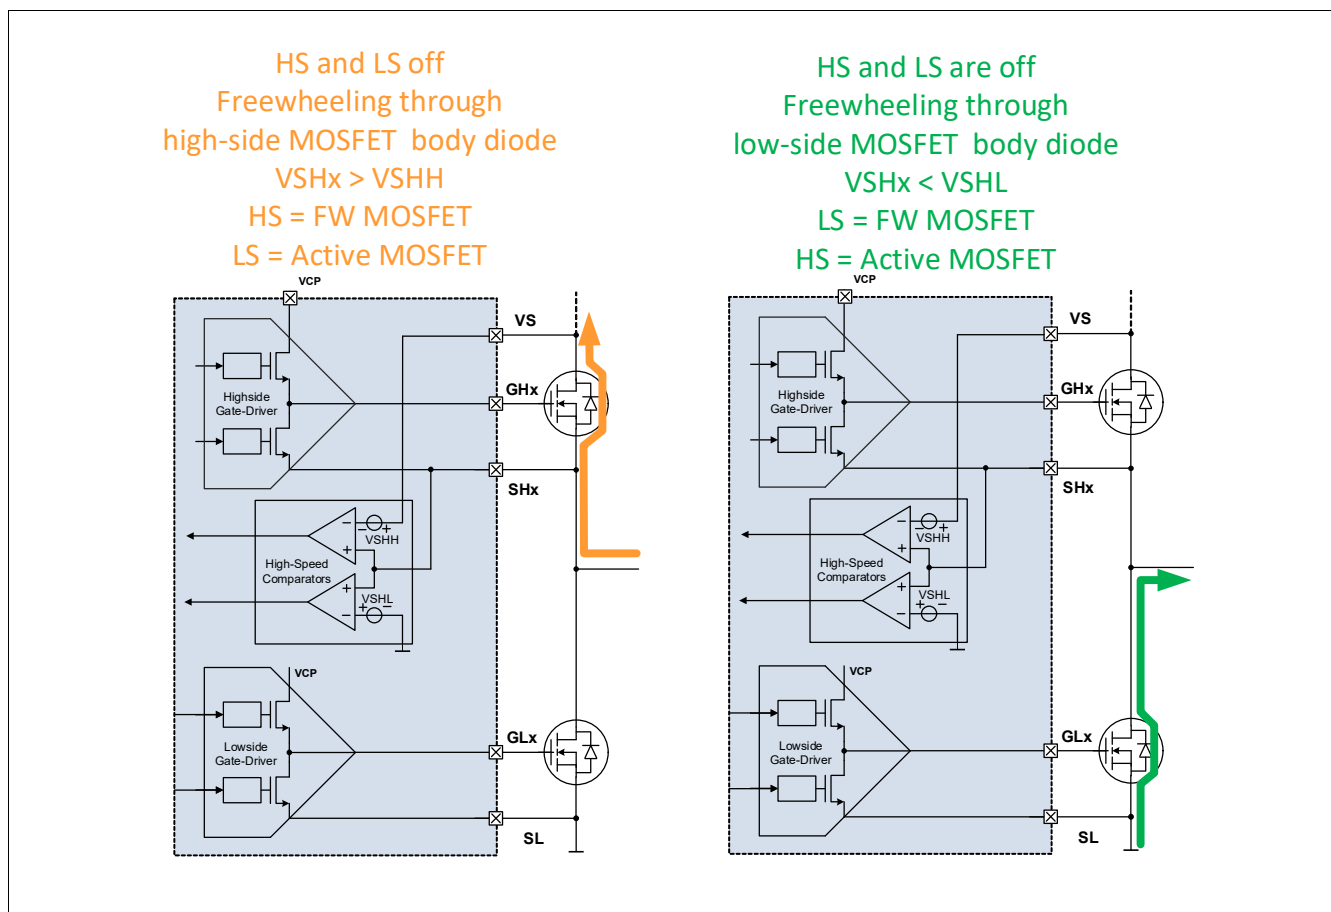 HS and LS off
Freewheeling through
high-side MOSFET body diode
VSHx > VSHH
HS = FW MOSFET
LS = Active MOSFET
VCP
VS
Highside
Gate-Driver
GHx
SHx
VSHH
High-Speed
Comparators
VSHL
VCP
Lowside
Gate-Driver
GLx
SL
HS and LS are off
Freewheeling through
low-side MOSFET body diode
VSHx < VSHL
LS = FW MOSFET
HS = Active MOSFET
VCP
VS
Highside
Gate-Driver
GHx
SHx
VSHH
High-Speed
Comparators
VSHL
VCP
Lowside
Gate-Driver
GLx
SL